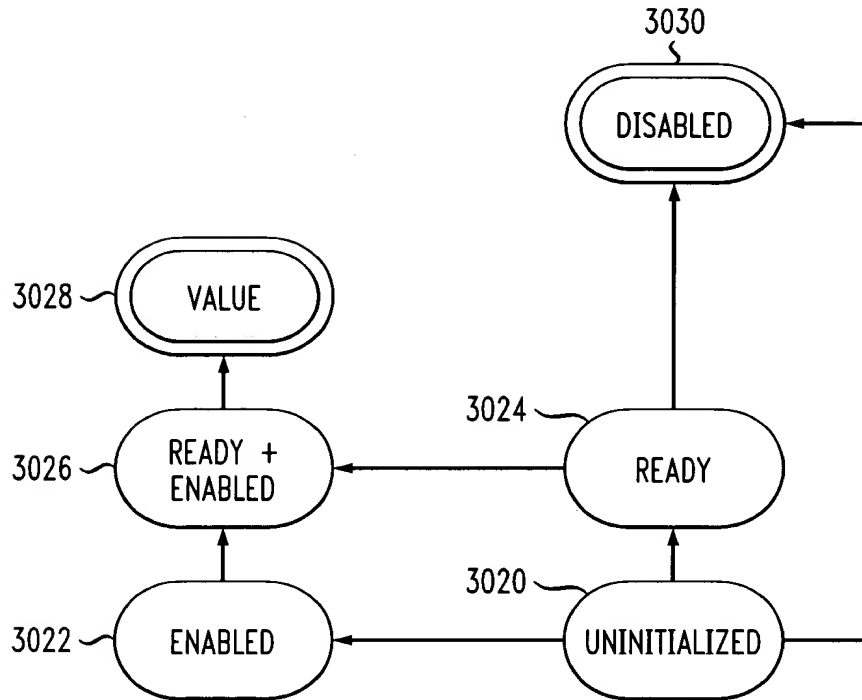 3030
DISABLED
3028
VALUE
3024
3026
READY +
ENABLED
READY
3020
3022
ENABLED
UNINITIALIZED